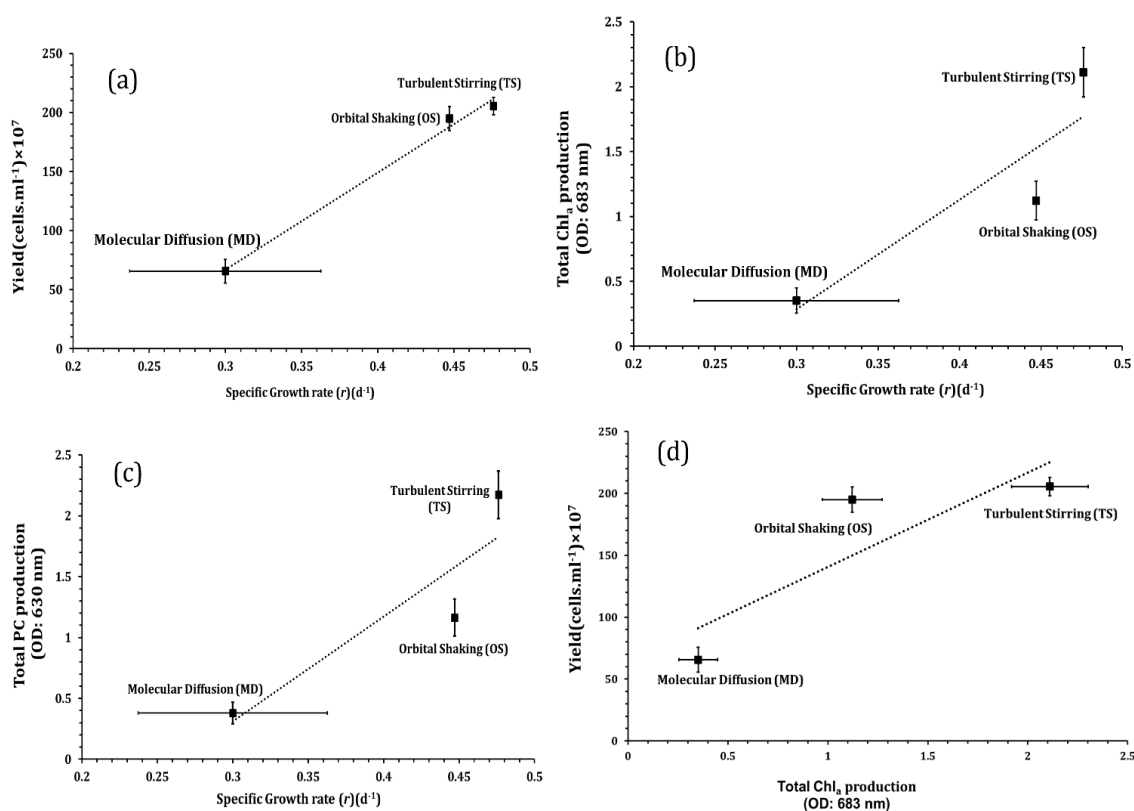 (a)
250
200
150
100
50
0
Yield(cells.ml⁻¹)×10⁷
Turbulent Stirring (TS)
Orbital Shaking (OS)
Molecular Diffusion (MD)
0.2
0.25
0.3
0.35
0.4
0.45
0.5
Specific Growth rate (r)(d⁻¹)
(b)
2.5
2
1.5
1
0.5
0
Total Chlₐ production
(OD: 683 nm)
Turbulent Stirring (TS)
Orbital Shaking (OS)
Molecular Diffusion (MD)
0.2
0.25
0.3
0.35
0.4
0.45
0.5
Specific Growth rate (r)(d⁻¹)
(c)
2.5
2
1.5
1
0.5
0
Total PC production
(OD: 630 nm)
Turbulent Stirring
(TS)
Orbital Shaking (OS)
Molecular Diffusion (MD)
0.2
0.25
0.3
0.35
0.4
0.45
0.5
Specific Growth rate (r)(d⁻¹)
(d)
250
200
150
100
50
0
Yield(cells.ml⁻¹)×10⁷
Orbital Shaking (OS)
Turbulent Stirring (TS)
Molecular Diffusion (MD)
0
0.5
1
1.5
2
2.5
Total Chlₐ production
(OD: 683 nm)